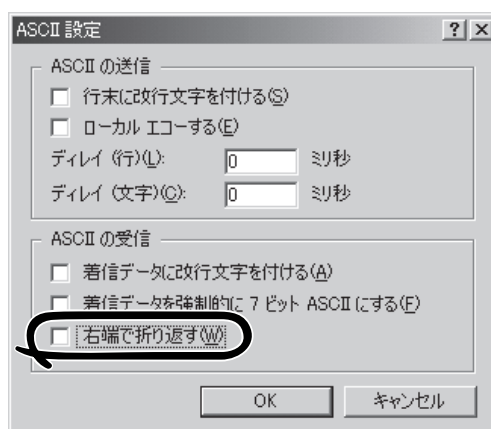 ASCII 設定
ASCII の送信
行末に改行文字を付ける(S)
ローカル エコーする(E)
ディレイ (行)(L): 0 ミリ秒
ディレイ (文字)(C): 0 ミリ秒
ASCII の受信
着信データに改行文字を付ける(A)
着信データを強制的に 7 ビット ASCII にする(F)
右端で折り返す(W)
OK キャンセル